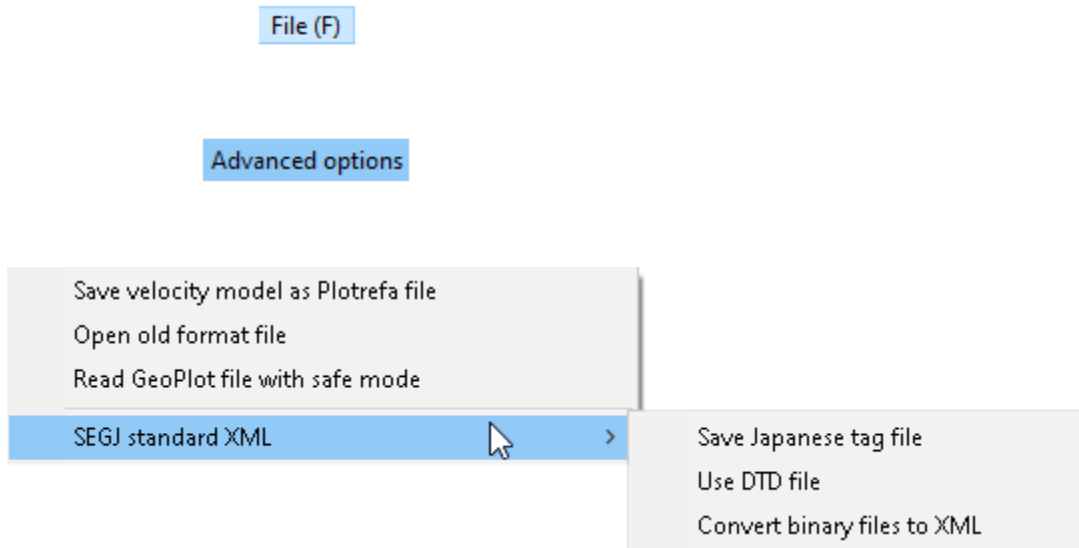 File (F)
Advanced options
Save velocity model as Plotrefa file
Open old format file
Read GeoPlot file with safe mode
SEGJ standard XML
Save Japanese tag file
Use DTD file
Convert binary files to XML